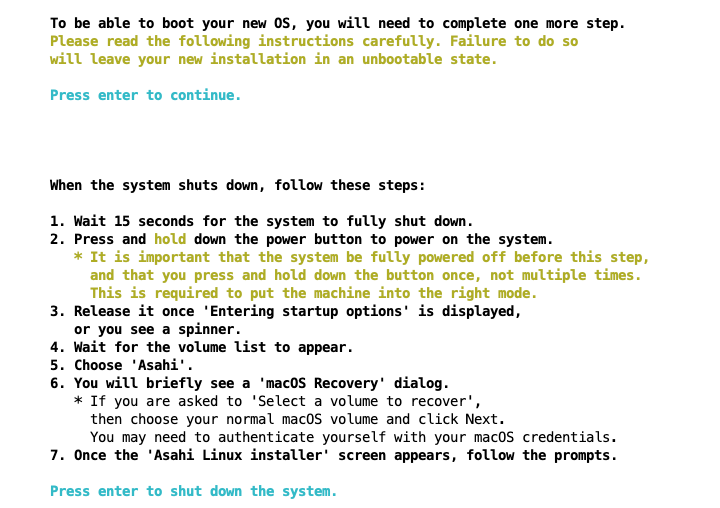 To be able to boot your new OS, you will need to complete one more step.
Please read the following instructions carefully. Failure to do so
will leave your new installation in an unbootable state.
Press enter to continue.
When the system shuts down, follow these steps:
1. Wait 15 seconds for the system to fully shut down.
2. Press and hold down the power button to power on the system.
* It is important that the system be fully powered off before this step,
and that you press and hold down the button once, not multiple times.
This is required to put the machine into the right mode.
3. Release it once 'Entering startup options' is displayed,
or you see a spinner.
4. Wait for the volume list to appear.
5. Choose 'Asahi'.
6. You will briefly see a 'macOS Recovery' dialog.
* If you are asked to 'Select a volume to recover',
then choose your normal macOS volume and click Next.
You may need to authenticate yourself with your macOS credentials.
7. Once the 'Asahi Linux installer' screen appears, follow the prompts.
Press enter to shut down the system.